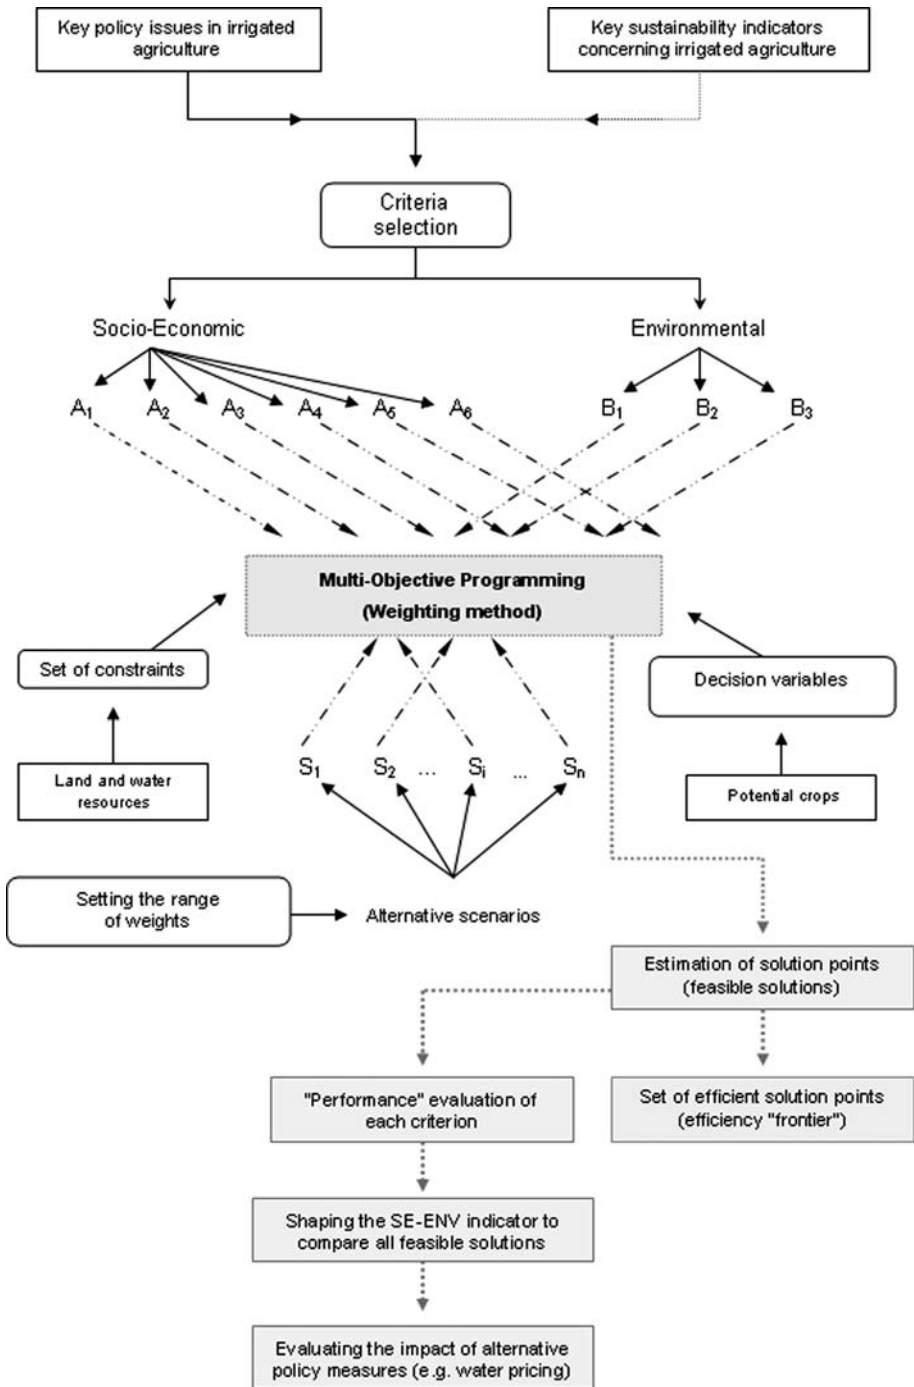 Key policy issues in irrigated
agriculture
Key sustainability indicators
concerning irrigated agriculture
Criteria
selection
Socio-Economic
Environmental
A₁ A₂ A₃ A₄ A₅ A₆ B₁ B₂ B₃
Multi-Objective Programming
(Weighting method)
Set of constraints
Decision variables
Land and water
resources
S₁ S₂ ... Sᵢ ... Sₙ
Potential crops
Setting the range
of weights
Alternative scenarios
Estimation of solution points
(feasible solutions)
"Performance" evaluation of
each criterion
Set of efficient solution points
(efficiency "frontier")
Shaping the SE-ENV indicator to
compare all feasible solutions
Evaluating the impact of alternative
policy measures (e.g. water pricing)